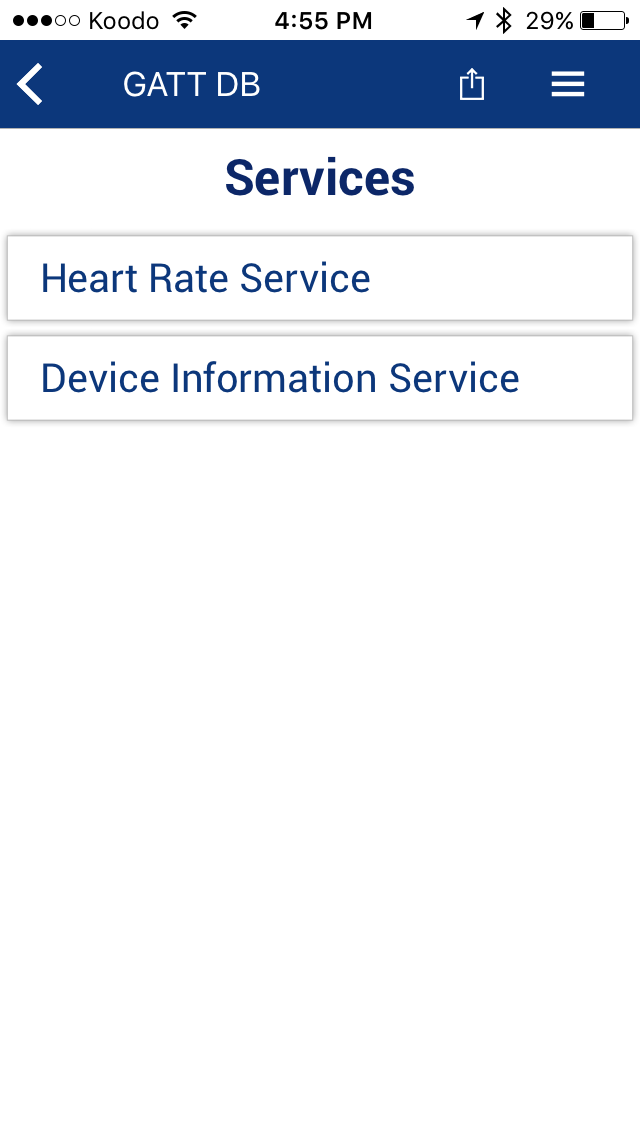 Koodo 4:55 PM 29%
GATT DB
Services
Heart Rate Service
Device Information Service